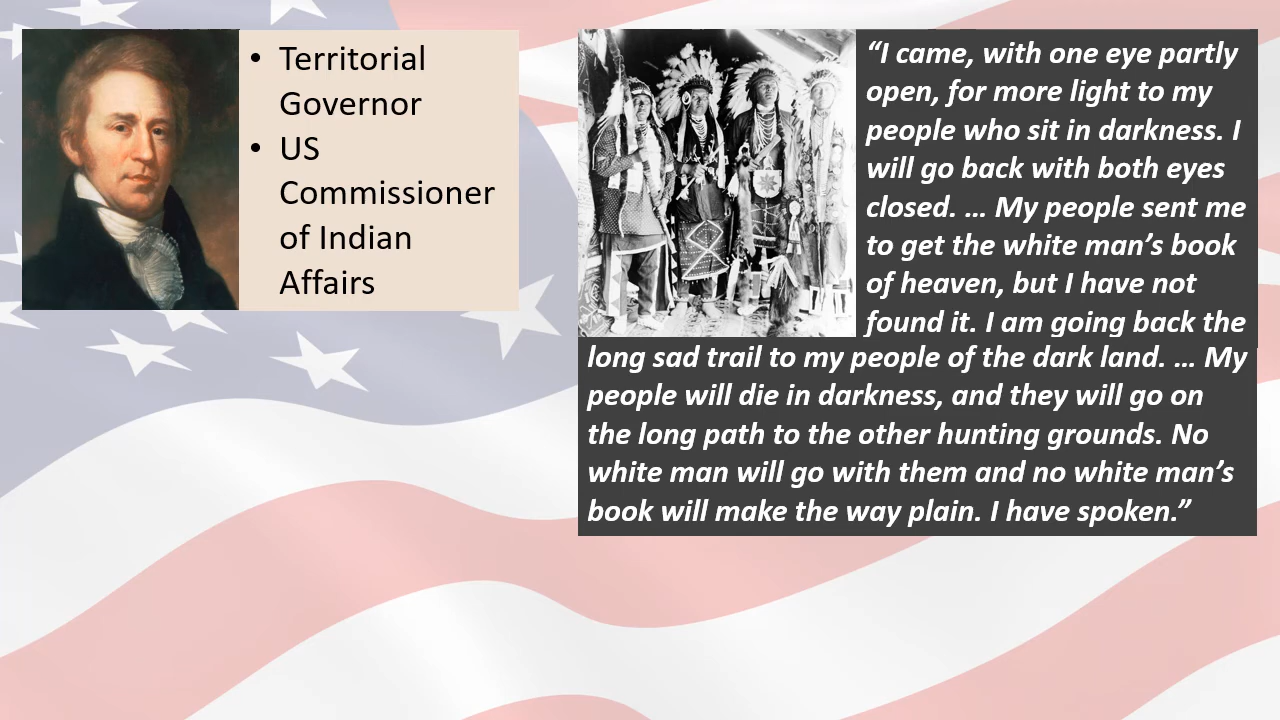 • Territorial
Governor
• US
Commissioner
of Indian
Affairs
“I came, with one eye partly
open, for more light to my
people who sit in darkness. I
will go back with both eyes
closed. … My people sent me
to get the white man’s book
of heaven, but I have not
found it. I am going back the
long sad trail to my people of the dark land. … My
people will die in darkness, and they will go on
the long path to the other hunting grounds. No
white man will go with them and no white man’s
book will make the way plain. I have spoken.”